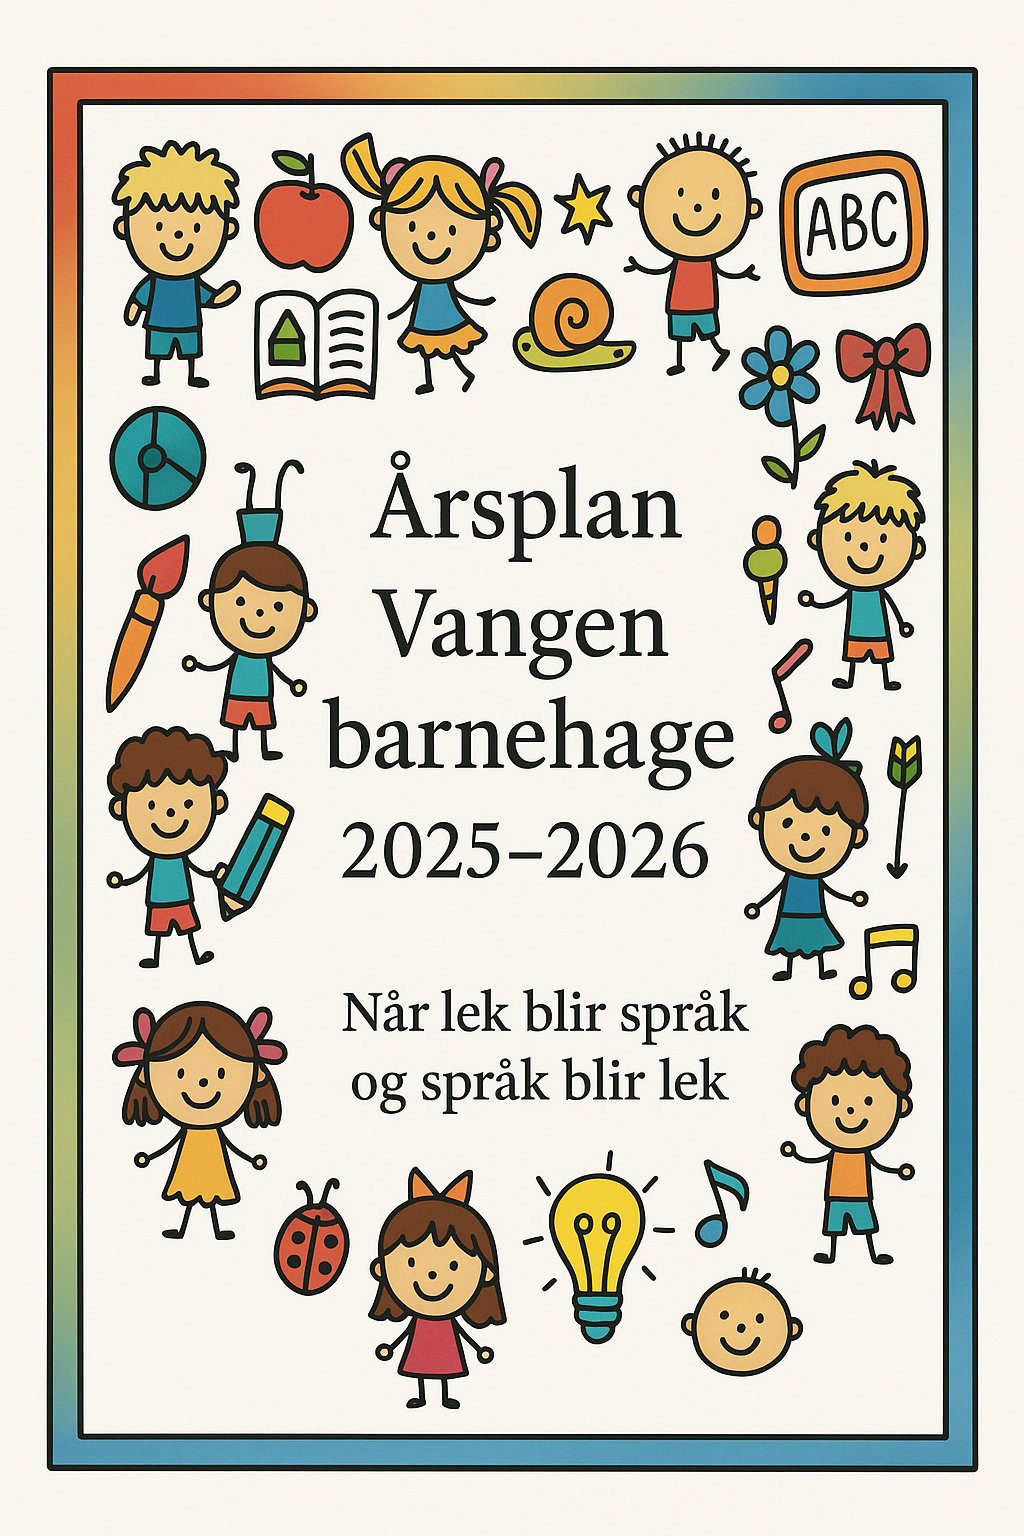 ABC
Årsplan
Vangen
barnehage
2025–2026
Når lek blir språk
og språk blir lek